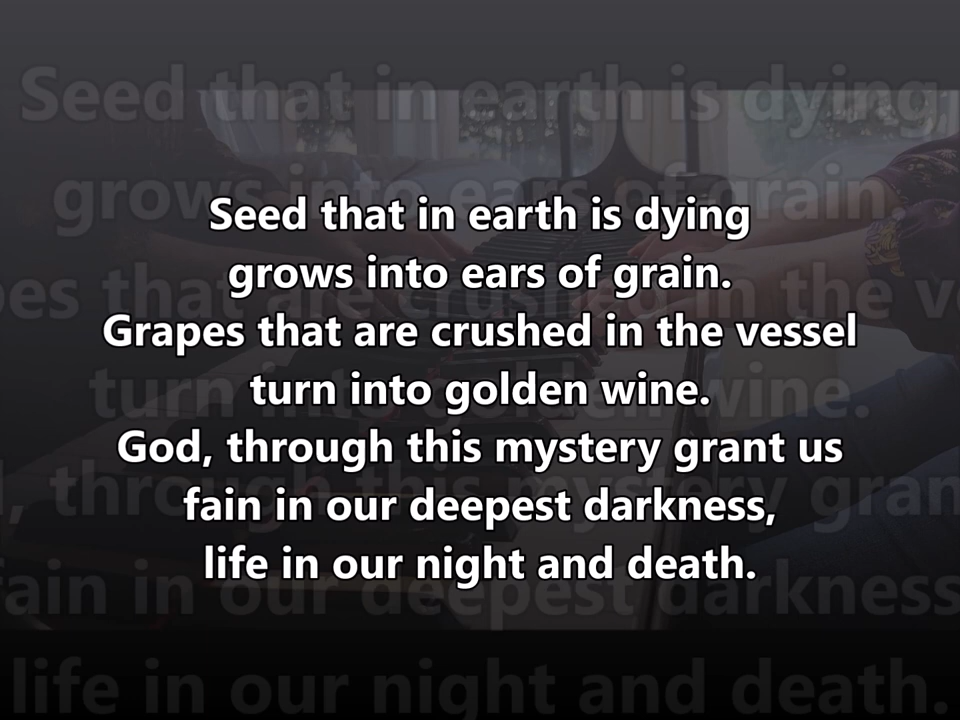 Seed that in earth is dying
grows into ears of grain.
Grapes that are crushed in the vessel
turn into golden wine.
God, through this mystery grant us
fain in our deepest darkness,
life in our night and death.